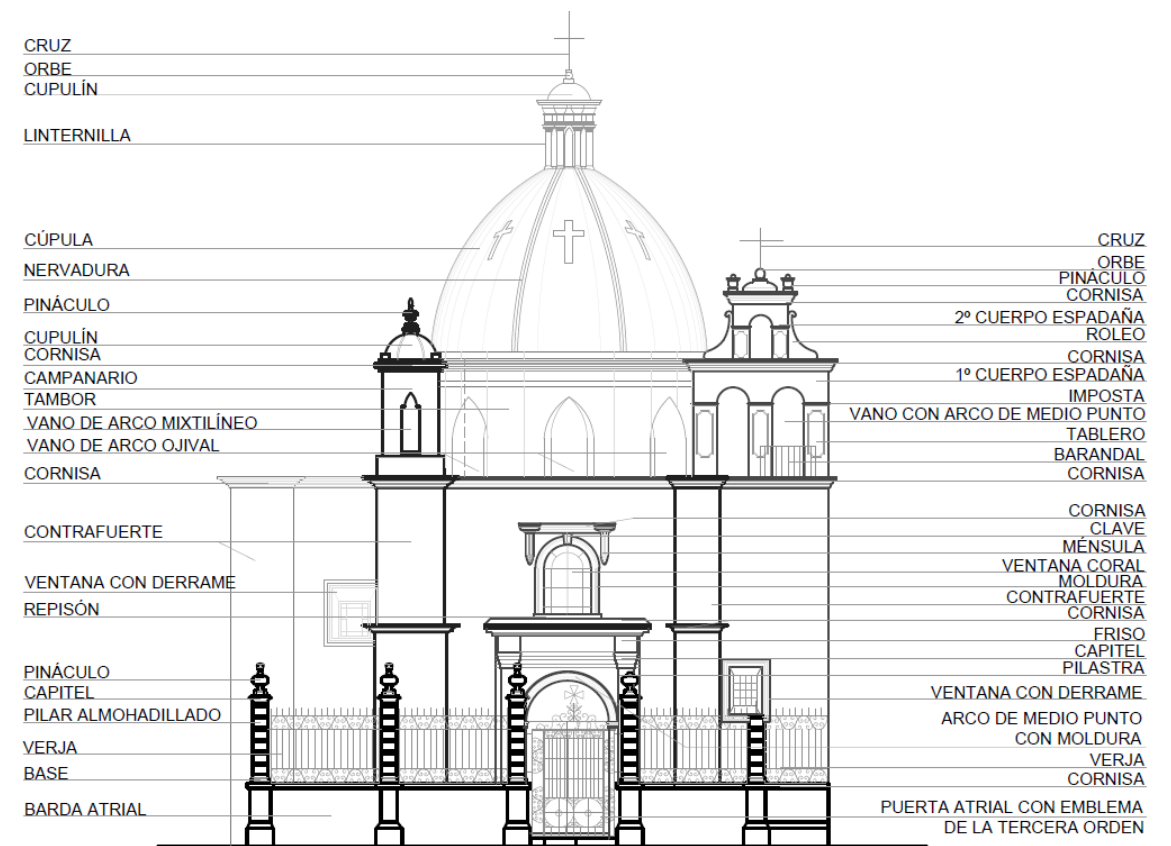 CRUZ
ORBE
CUPULÍN
LINTERNILLA
CÚPULA
NERVADURA
PINÁCULO
CUPULÍN
CORNISA
CAMPANARIO
TAMBOR
VANO DE ARCO MIXTILÍNEO
VANO DE ARCO OJIVAL
CORNISA
CONTRAFUERTE
VENTANA CON DERRAME
REPISÓN
PINÁCULO
CAPITEL
PILAR ALMOHADILLADO
VERJA
BASE
BARDA ATRIAL
CRUZ
ORBE
PINÁCULO
CORNISA
2º CUERPO ESPADAÑA
ROLEO
CORNISA
1º CUERPO ESPADAÑA
IMPOSTA
VANO CON ARCO DE MEDIO PUNTO
TABLERO
BARANDAL
CORNISA
CORNISA
CLAVE
MÉNSULA
VENTANA CORAL
MOLDURA
CONTRAFUERTE
CORNISA
FRISO
CAPITEL
PILASTRA
VENTANA CON DERRAME
ARCO DE MEDIO PUNTO
CON MOLDURA
VERJA
CORNISA
PUERTA ATRIAL CON EMBLEMA
DE LA TERCERA ORDEN